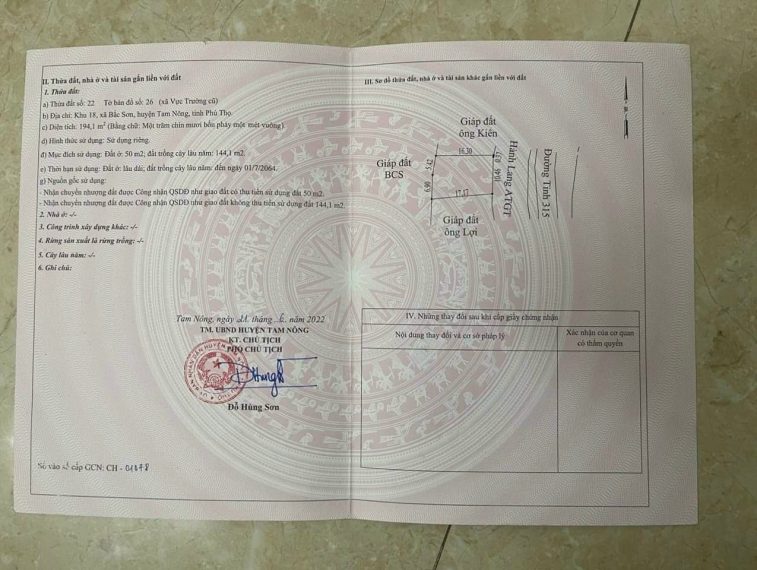 II. Thửa đất, nhà ở và tài sản gắn liền với đất
1. Thửa đất:
a) Thửa đất số: 22 Tờ bản đồ số: 26 (xã Vực Trường cũ)
b) Địa chỉ: Khu 18, xã Bắc Sơn, huyện Tam Nông, tỉnh Phú Thọ.
c) Diện tích: 194,1 m² (Bằng chữ: Một trăm chín mươi bốn phẩy một mét vuông).
d) Hình thức sử dụng: Sử dụng riêng.
đ) Mục đích sử dụng: Đất ở: 50 m2; đất trồng cây lâu năm: 144,1 m2.
e) Thời hạn sử dụng: Đất ở: lâu dài; đất trồng cây lâu năm: đến ngày 01/7/2064.
g) Nguồn gốc sử dụng:
- Nhận chuyển nhượng đất được Công nhận QSDĐ như giao đất có thu tiền sử dụng đất 50 m2.
- Nhận chuyển nhượng đất được Công nhận QSDĐ như giao đất không thu tiền sử dụng đất 144,1 m2.
2. Nhà ở: -/-
3. Công trình xây dựng khác: -/-
4. Rừng sản xuất là rừng trồng: -/-
5. Cây lâu năm: -/-
6. Ghi chú:
Tam Nông, ngày tháng năm 2022
TM. UBND HUYỆN TAM NÔNG
KT. CHỦ TỊCH
PHÓ CHỦ TỊCH
Đỗ Hùng Sơn
Số vào sổ cấp GCN: CH -
III. Sơ đồ thửa đất, nhà ở và tài sản khác gắn liền với đất
Giáp đất
ông Kiên
16.30
Giáp đất
BCS
5.42
6.00
17.17
Giáp đất
ông Lợi
0.37
Hành Lang ATGT
Đường Tỉnh 315
IV. Những thay đổi sau khi cấp giấy chứng nhận
Nội dung thay đổi và cơ sở pháp lý
Xác nhận của cơ quan
có thẩm quyền